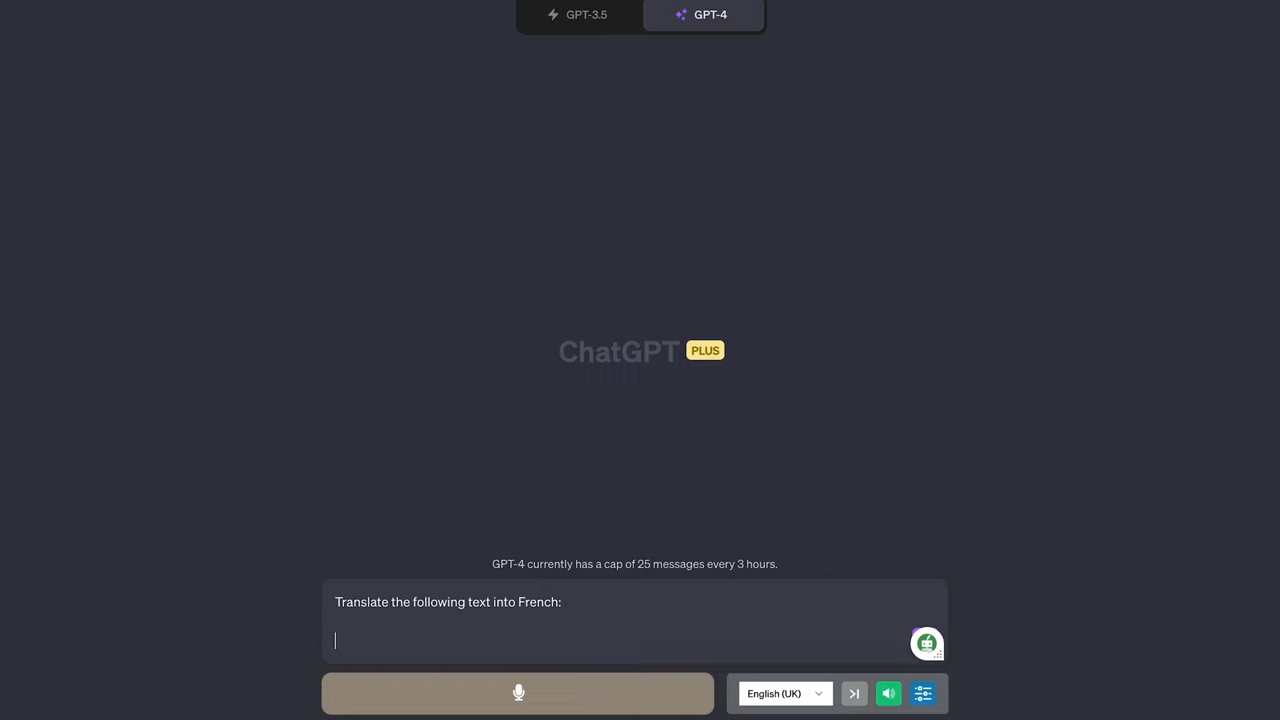 GPT-3.5
GPT-4
ChatGPT PLUS
GPT-4 currently has a cap of 25 messages every 3 hours.
Translate the following text into French:
English (UK)